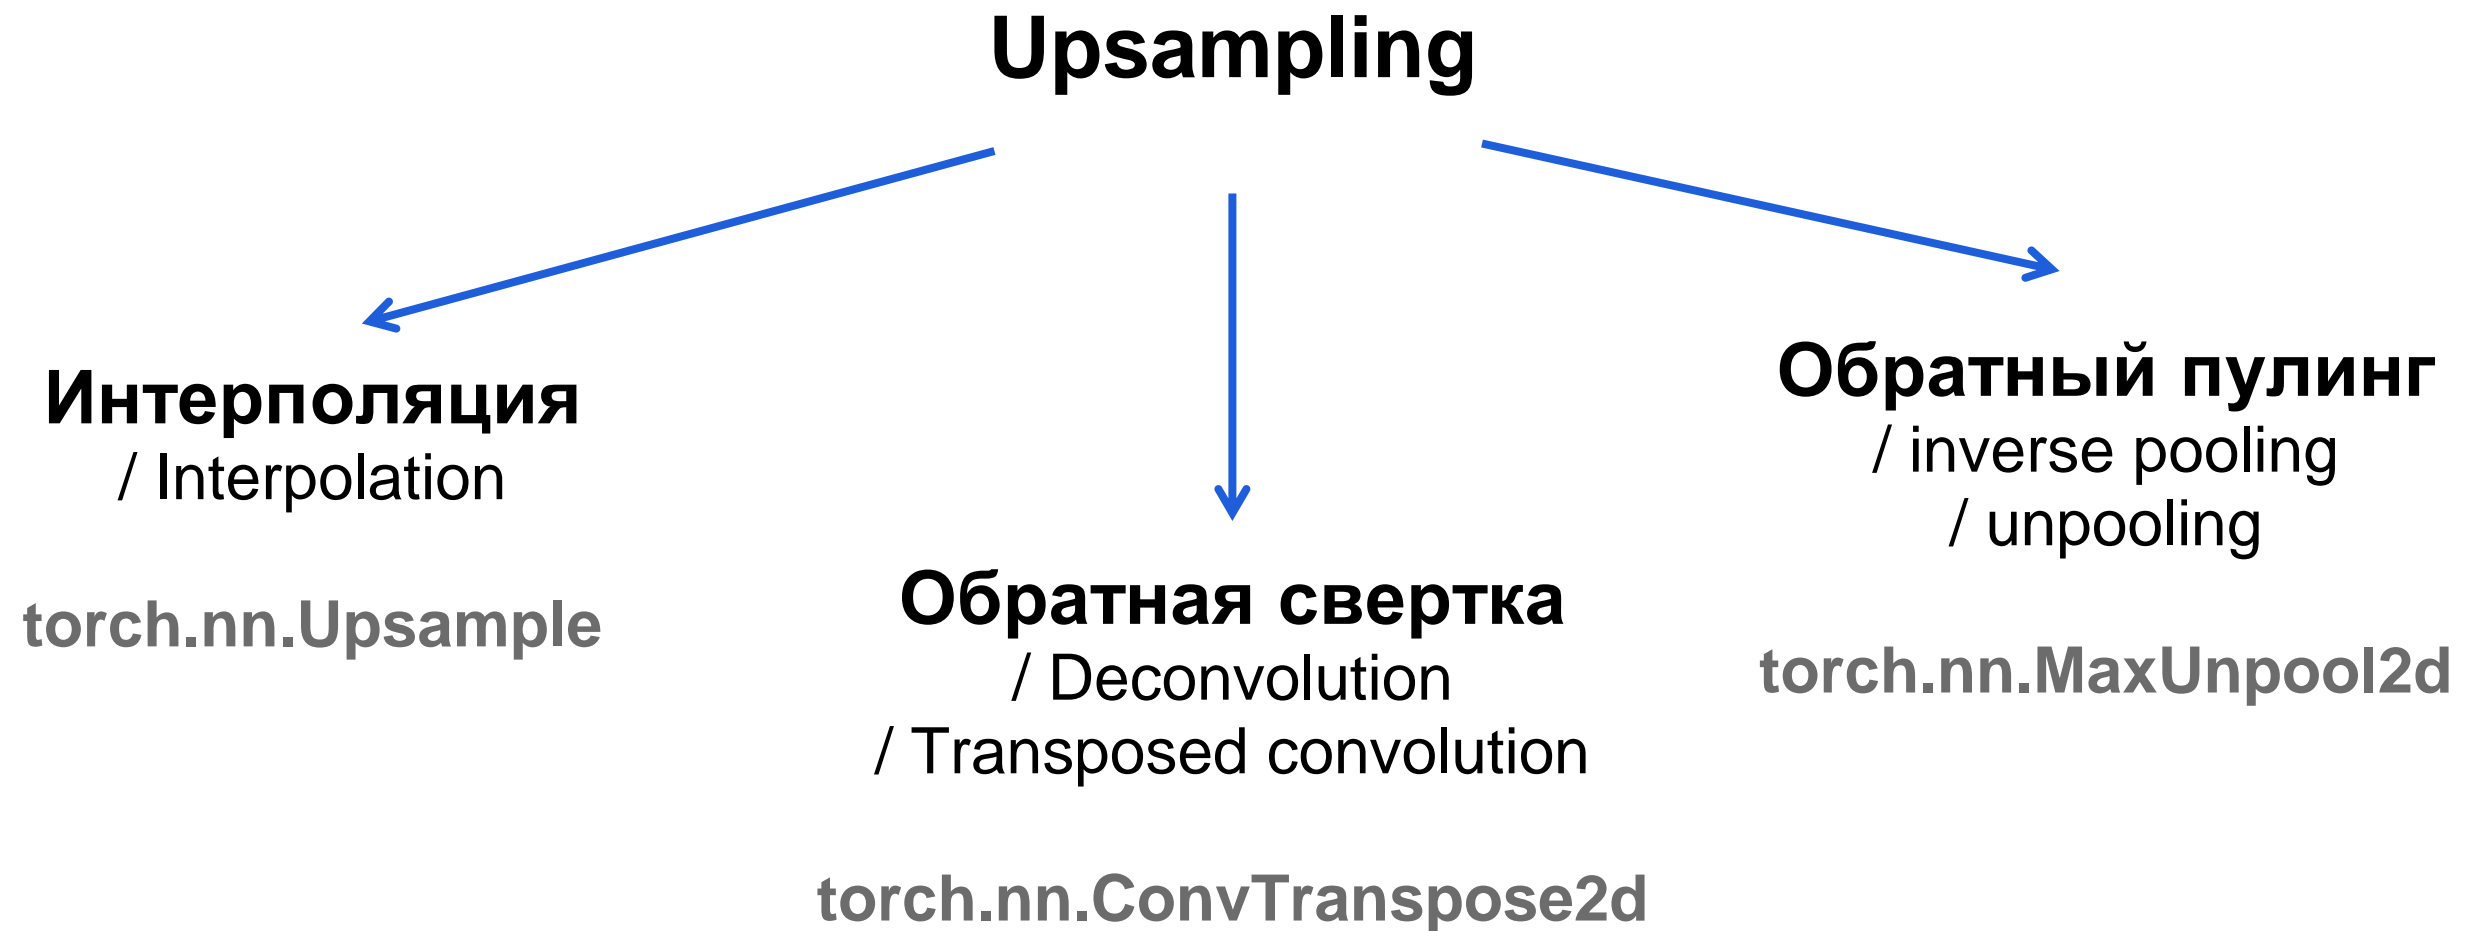 Upsampling
Интерполяция
/ Interpolation
torch.nn.Upsample
Обратная свертка
/ Deconvolution
/ Transposed convolution
torch.nn.ConvTranspose2d
Обратный пулинг
/ inverse pooling
/ unpooling
torch.nn.MaxUnpool2d